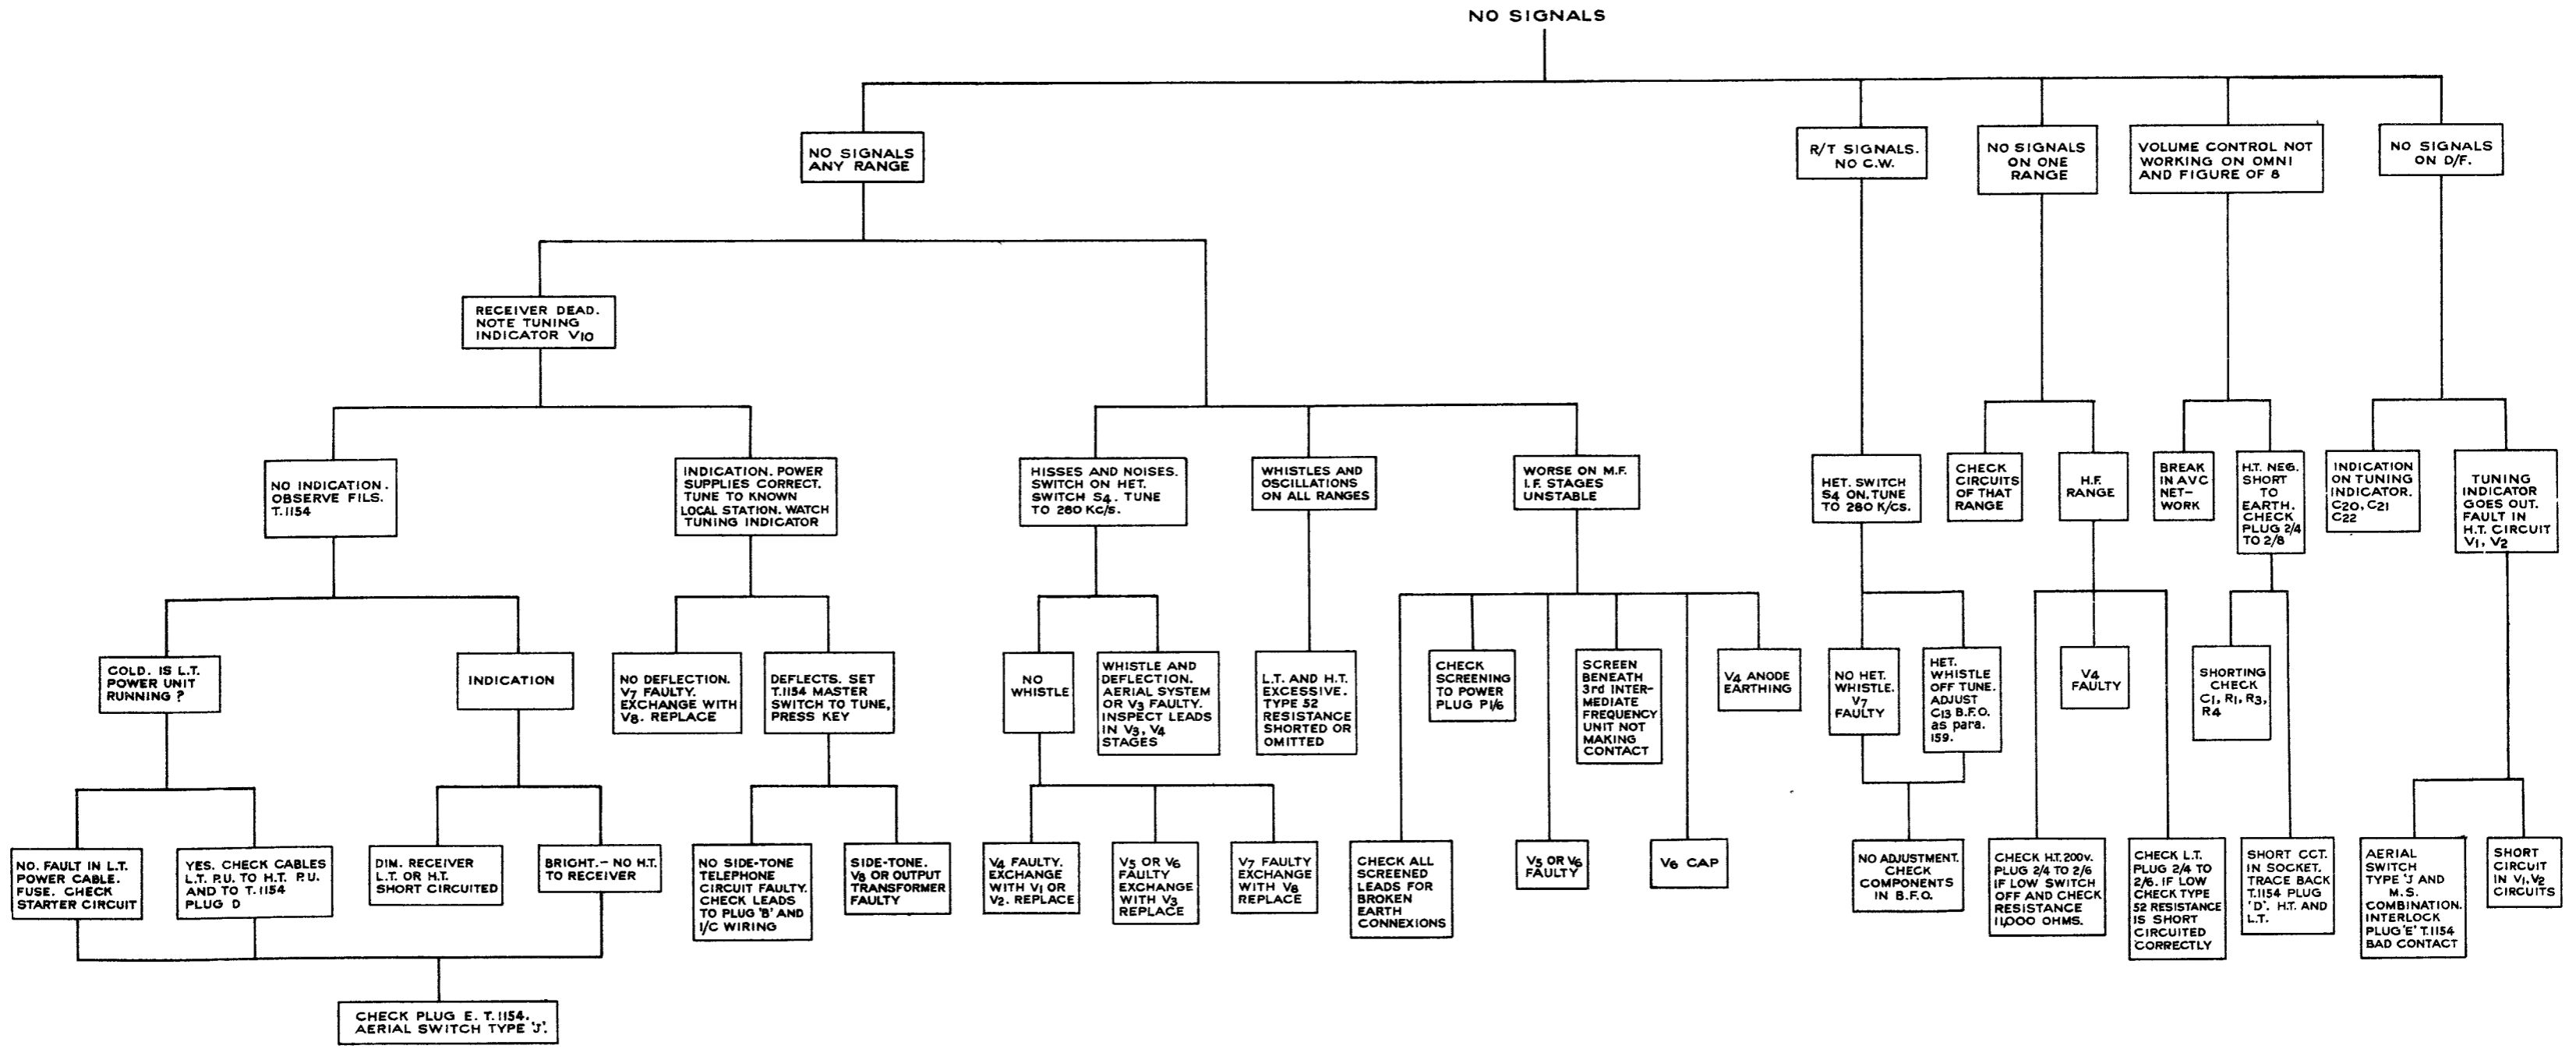 NO SIGNALS
NO SIGNALS
ANY RANGE
R/T SIGNALS.
NO C.W.
NO SIGNALS
ON ONE
RANGE
VOLUME CONTROL NOT
WORKING ON OMNI
AND FIGURE OF 8
NO SIGNALS
ON D/F.
RECEIVER DEAD.
NOTE TUNING
INDICATOR V10
NO INDICATION.
OBSERVE FILS.
T.1154
INDICATION. POWER
SUPPLIES CORRECT.
TUNE TO KNOWN
LOCAL STATION. WATCH
TUNING INDICATOR
HISSES AND NOISES.
SWITCH ON HET.
SWITCH S4. TUNE
TO 280 KC/S.
WHISTLES AND
OSCILLATIONS
ON ALL RANGES
WORSE ON M.F.
I.F. STAGES
UNSTABLE
HET. SWITCH
S4 ON. TUNE
TO 280 K/CS.
CHECK
CIRCUITS
OF THAT
RANGE
H.F.
RANGE
BREAK
IN AVC
NET-
WORK
H.T. NEG.
SHORT
TO
EARTH.
CHECK
PLUG 2/4
TO 2/8
INDICATION
ON TUNING
INDICATOR.
C20, C21
C22
TUNING
INDICATOR
GOES OUT.
FAULT IN
H.T. CIRCUIT
V1, V2
COLD. IS L.T.
POWER UNIT
RUNNING ?
INDICATION
NO DEFLECTION.
V7 FAULTY.
EXCHANGE WITH
V8. REPLACE
DEFLECTS. SET
T.1154 MASTER
SWITCH TO TUNE,
PRESS KEY
NO
WHISTLE
WHISTLE AND
DEFLECTION.
AERIAL SYSTEM
OR V3 FAULTY.
INSPECT LEADS
IN V3, V4
STAGES
L.T. AND H.T.
EXCESSIVE.
TYPE 52
RESISTANCE
SHORTED OR
OMITTED
CHECK
SCREENING
TO POWER
PLUG P1/6
SCREEN
BENEATH
3rd INTER-
MEDIATE
FREQUENCY
UNIT NOT
MAKING
CONTACT
V4 ANODE
EARTHING
NO HET.
WHISTLE.
V7
FAULTY
HET.
WHISTLE
OFF TUNE.
ADJUST
C13 B.F.O.
as para.
159.
V4
FAULTY
SHORTING
CHECK
C1, R1, R3,
R4
NO. FAULT IN L.T.
POWER CABLE.
FUSE. CHECK
STARTER CIRCUIT
YES. CHECK CABLES
L.T. P.U. TO H.T. P.U.
AND TO T.1154
PLUG D
DIM. RECEIVER
L.T. OR H.T.
SHORT CIRCUITED
BRIGHT.- NO H.T.
TO RECEIVER
NO SIDE-TONE
TELEPHONE
CIRCUIT FAULTY.
CHECK LEADS
TO PLUG 'B' AND
I/C WIRING
SIDE-TONE.
V8 OR OUTPUT
TRANSFORMER
FAULTY
V4 FAULTY.
EXCHANGE
WITH V1 OR
V2. REPLACE
V5 OR V6
FAULTY
EXCHANGE
WITH V3
REPLACE
V7 FAULTY
EXCHANGE
WITH V8
REPLACE
CHECK ALL
SCREENED
LEADS FOR
BROKEN
EARTH
CONNEXIONS
V5 OR V6
FAULTY
V6 CAP
NO ADJUSTMENT.
CHECK
COMPONENTS
IN B.F.O.
CHECK H.T. 200V.
PLUG 2/4 TO 2/6
IF LOW SWITCH
OFF AND CHECK
RESISTANCE
11,000 OHMS.
CHECK L.T.
PLUG 2/4 TO
2/6. IF LOW
CHECK TYPE
52 RESISTANCE
IS SHORT
CIRCUITED
CORRECTLY
SHORT CCT.
IN SOCKET.
TRACE BACK
T.1154 PLUG
'D'. H.T. AND
L.T.
AERIAL
SWITCH
TYPE 'J' AND
M.S.
COMBINATION.
INTERLOCK
PLUG 'E' T.1154
BAD CONTACT
SHORT
CIRCUIT
IN V1, V2
CIRCUITS
CHECK PLUG E. T.1154.
AERIAL SWITCH TYPE 'J'.